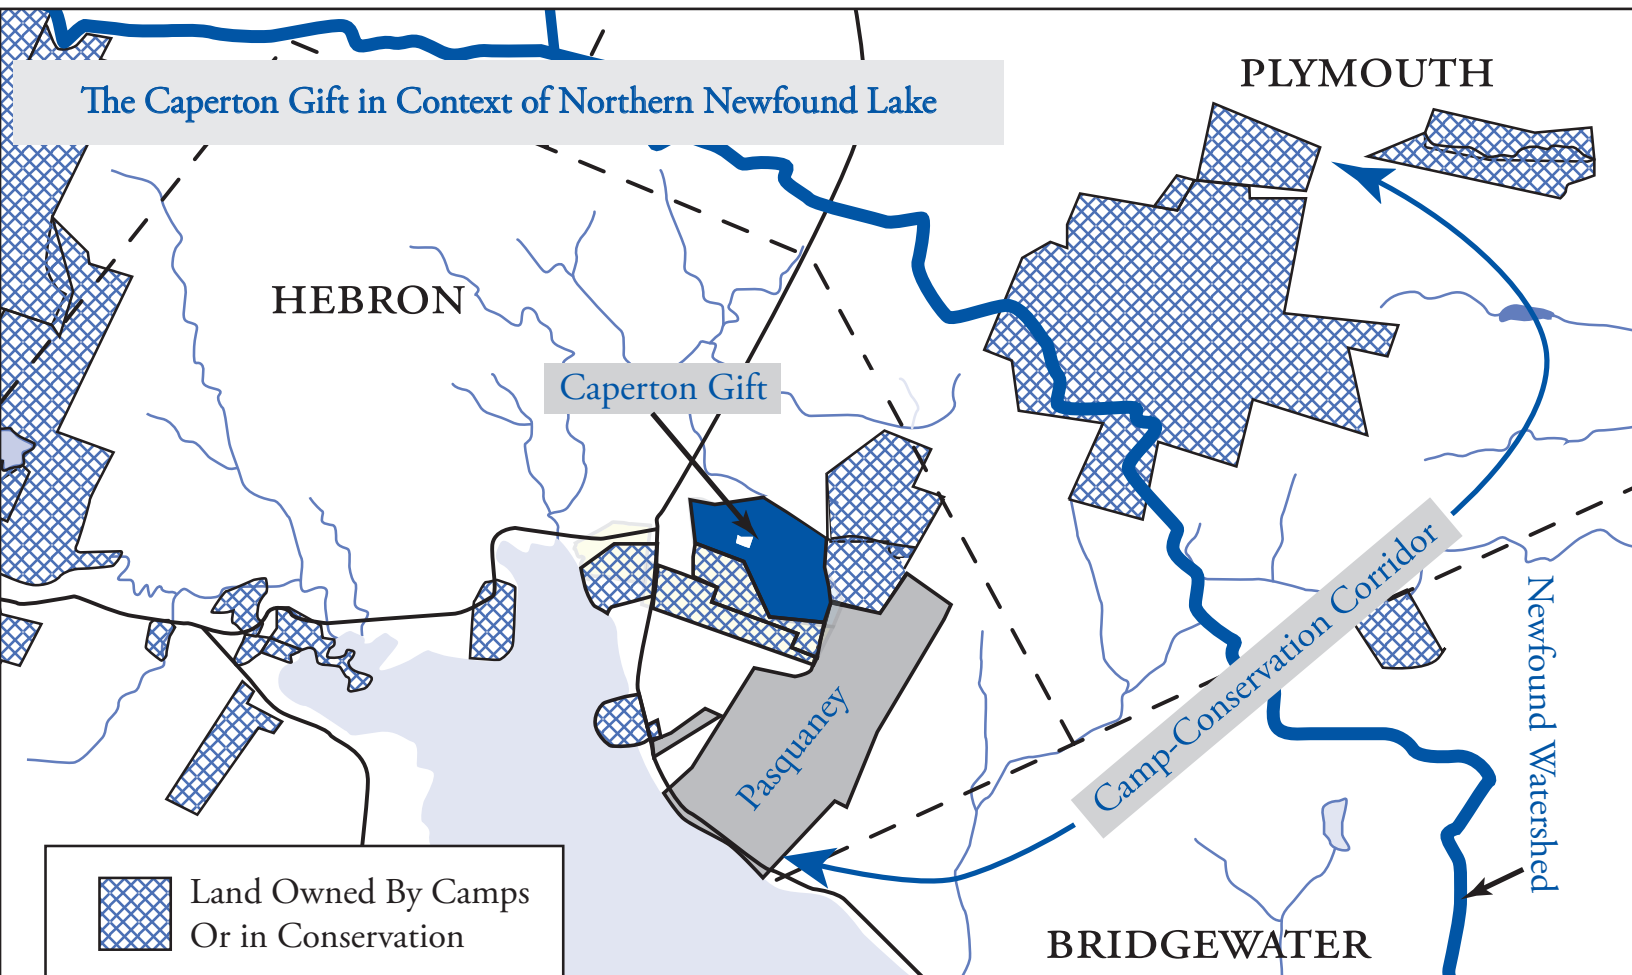 The Caperton Gift in Context of Northern Newfound Lake
PLYMOUTH
HEBRON
Caperton Gift
Camp-Conservation Corridor
Newfound Watershed
Pasquaney
Land Owned By Camps
Or in Conservation
BRIDGEWATER